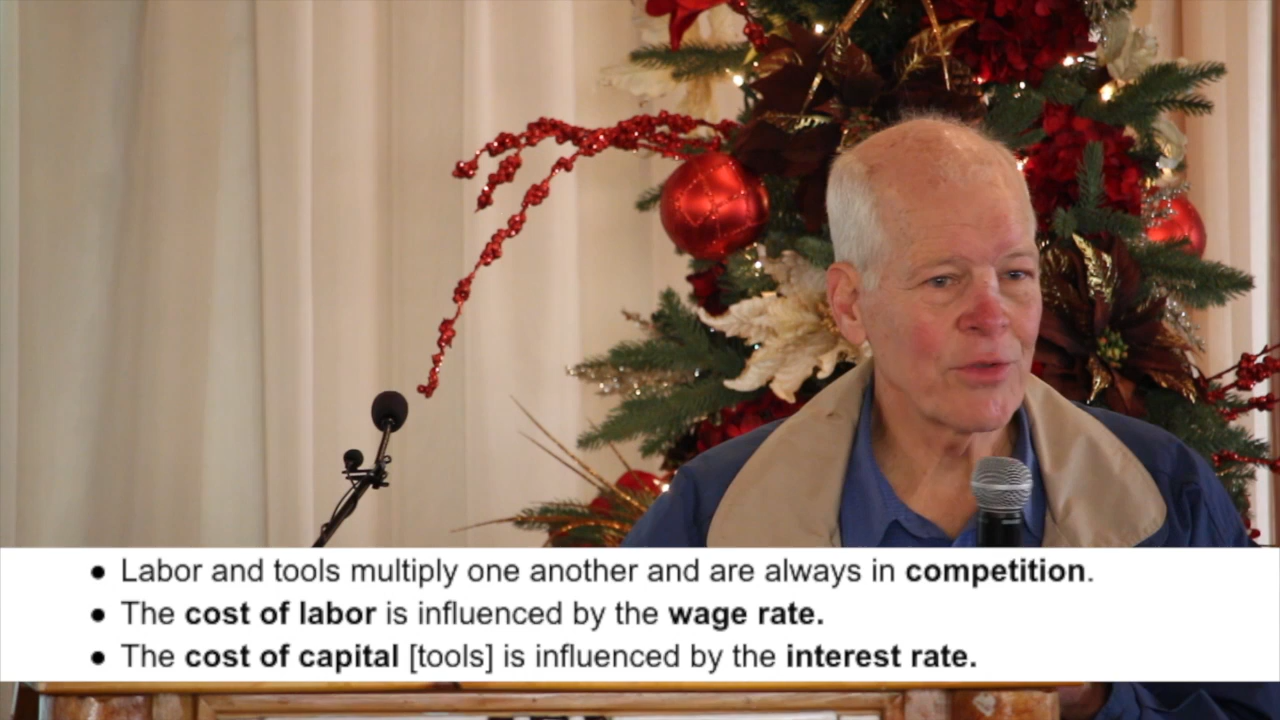 ● Labor and tools multiply one another and are always in competition.
● The cost of labor is influenced by the wage rate.
● The cost of capital [tools] is influenced by the interest rate.